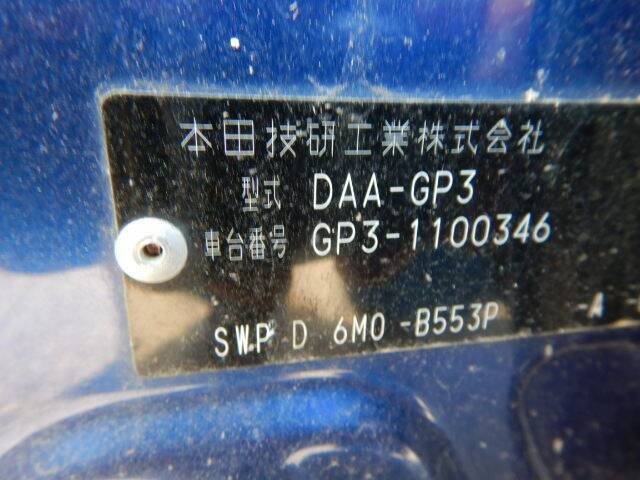 本田技研工業株式会社
型式 DAA-GP3
車台番号 GP3-1100346
SWP D 6M0 -B553P -A